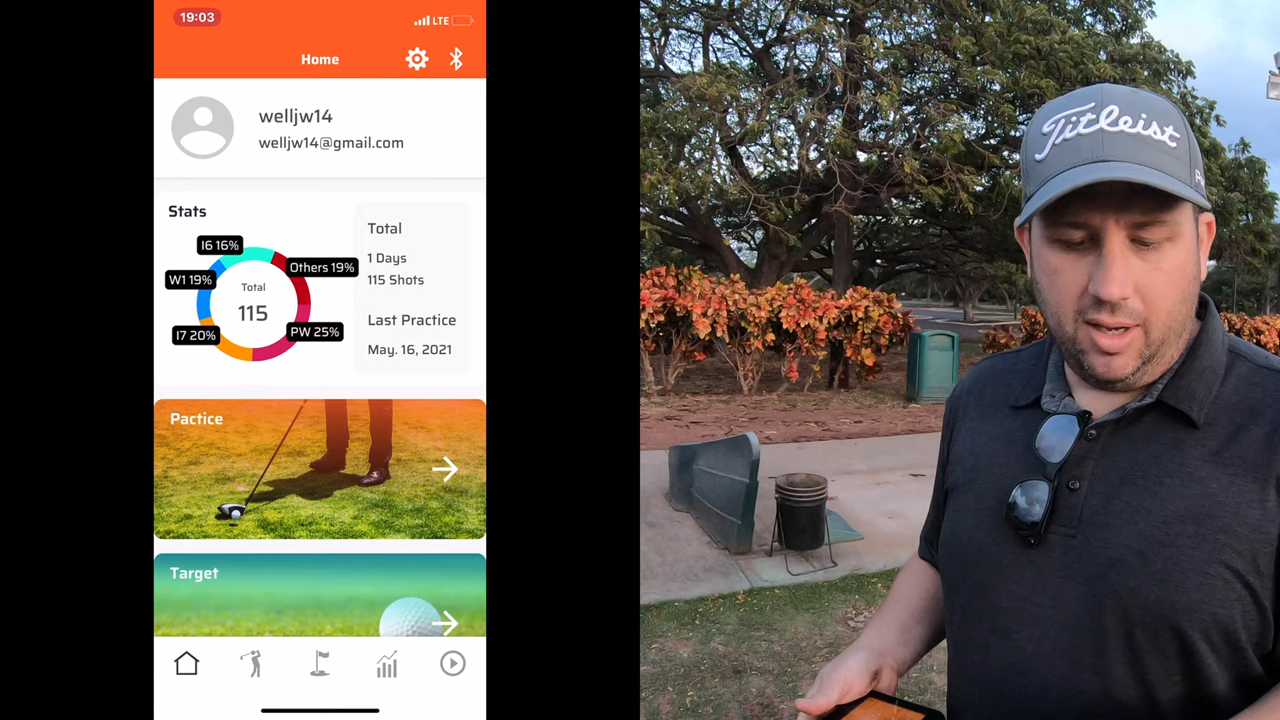 19:03
LTE
Home
welljw14
welljw14@gmail.com
Stats
I6 16%
Others 19%
W1 19%
Total
115
I7 20%
PW 25%
Total
1 Days
115 Shots
Last Practice
May. 16, 2021
Pactice
Target
Titleist